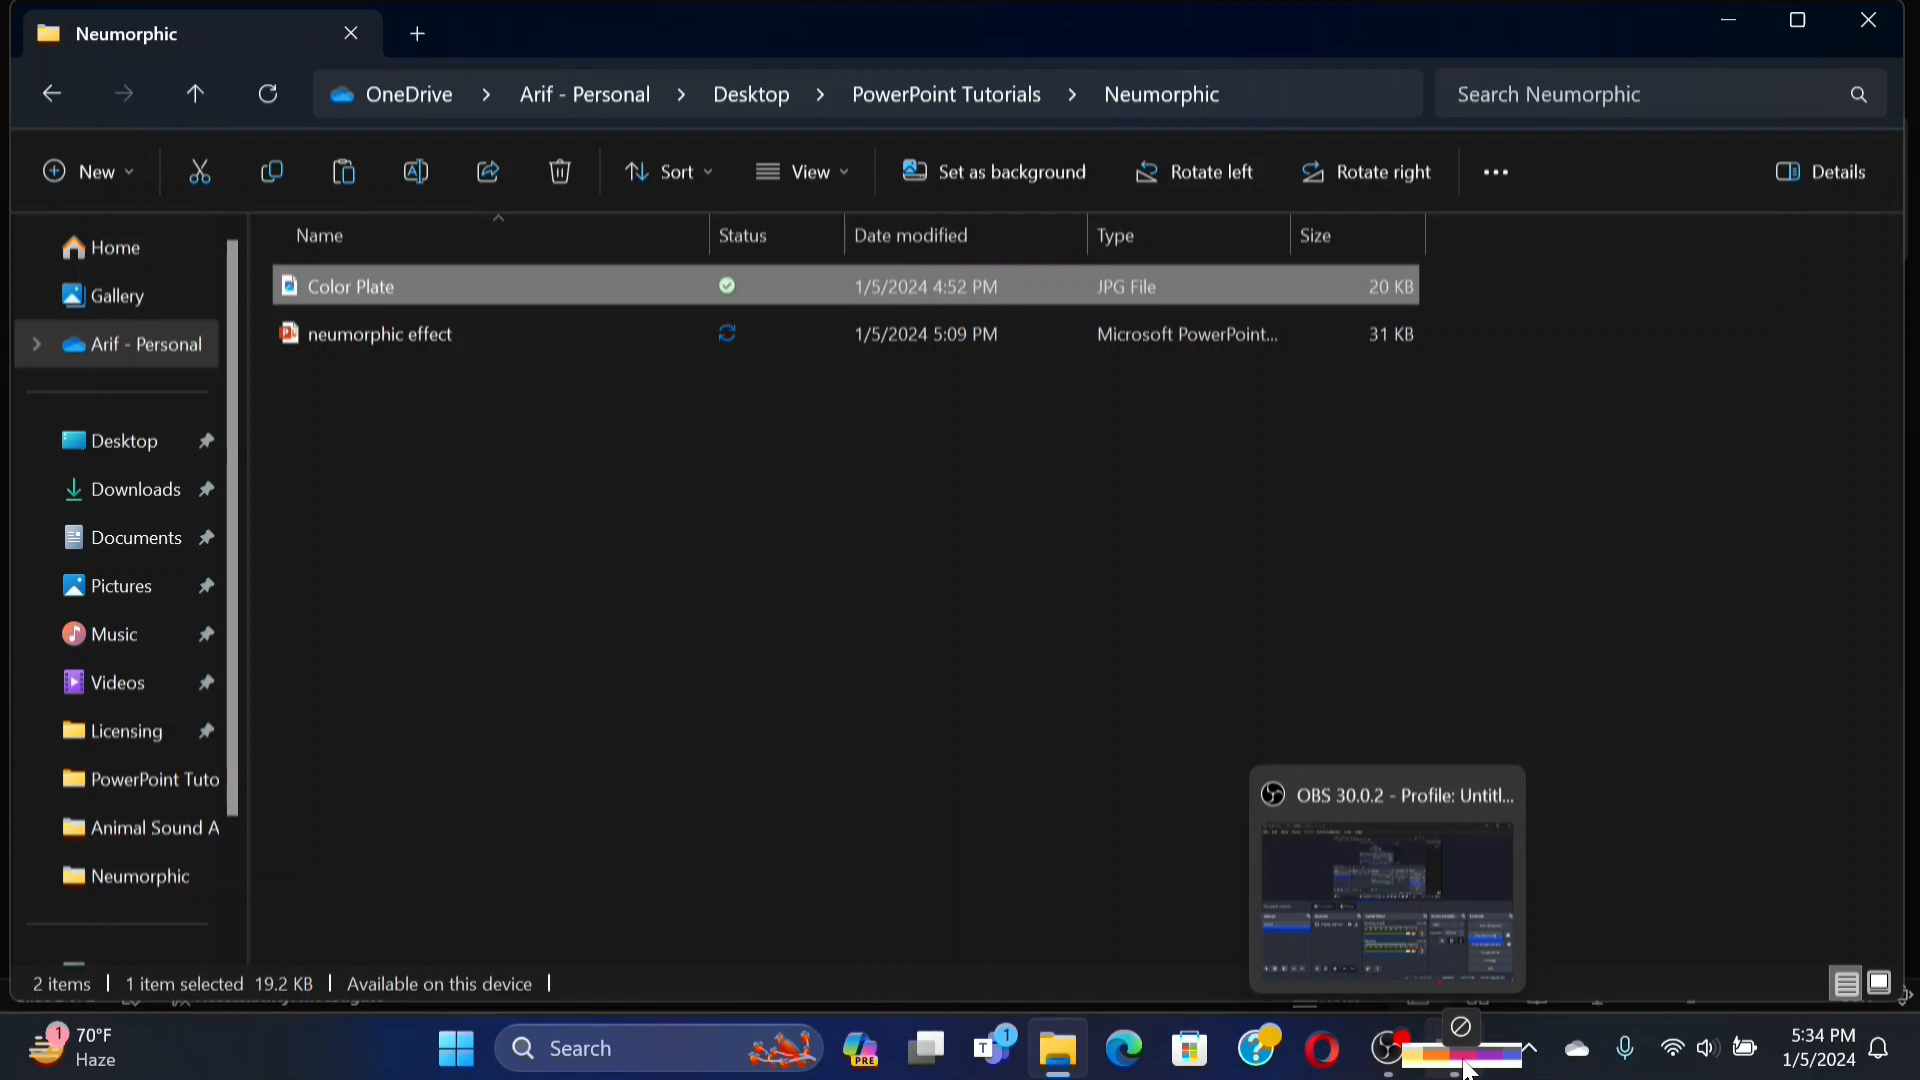 Neumorphic
OneDrive > Arif - Personal > Desktop > PowerPoint Tutorials > Neumorphic
Search Neumorphic
New
Sort
View
Set as background
Rotate left
Rotate right
Details
Name Status Date modified Type Size
Color Plate 1/5/2024 4:52 PM JPG File 20 KB
neumorphic effect 1/5/2024 5:09 PM Microsoft PowerPoint... 31 KB
Home
Gallery
Arif - Personal
Desktop
Downloads
Documents
Pictures
Music
Videos
Licensing
PowerPoint Tuto
Animal Sound A
Neumorphic
OBS 30.0.2 - Profile: Untitl...
2 items | 1 item selected 19.2 KB | Available on this device |
1
70°F
Haze
Search
PRE
T
1
5:34 PM
1/5/2024